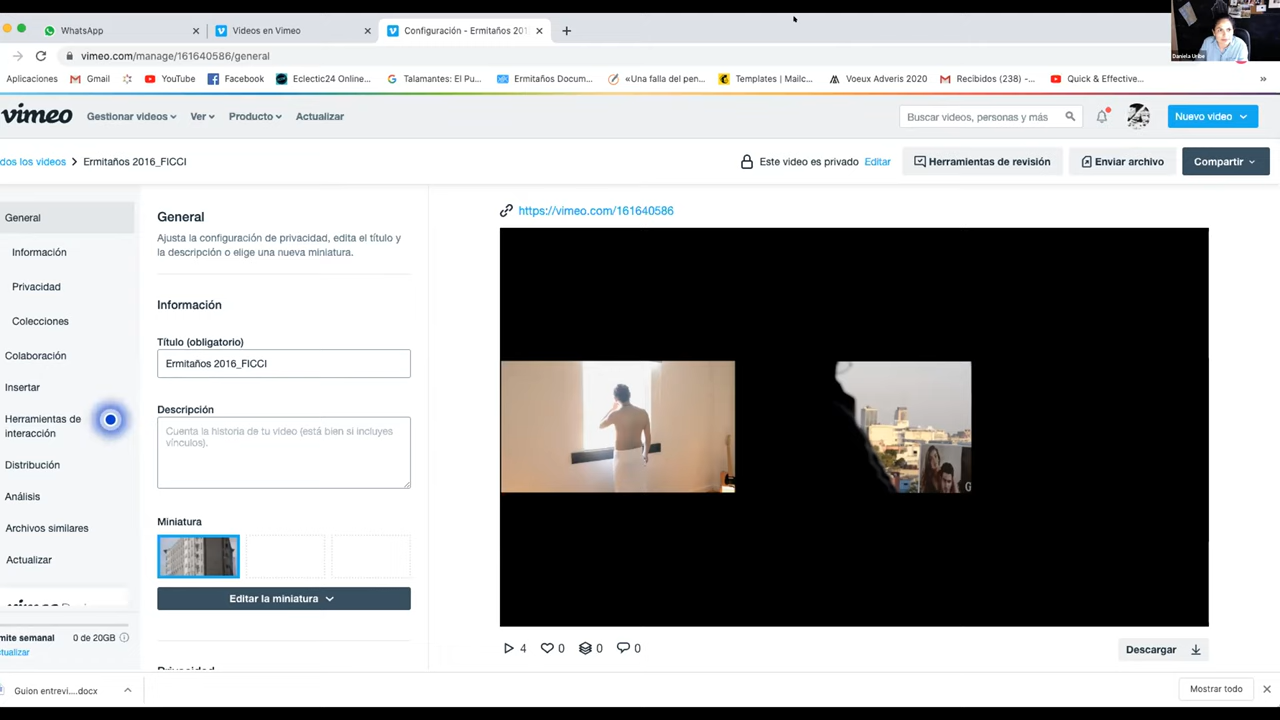 WhatsApp
Videos en Vimeo
Configuración - Ermitaños 201
vimeo.com/manage/161640586/general
Daniela Uribe
Aplicaciones
Gmail
YouTube
Facebook
Eclectic24 Online...
Talamantes: El Pu...
Ermitaños Docum...
«Una falla del pen...
Templates | Mailc...
Voeux Adveris 2020
Recibidos (238) -...
Quick & Effective...
»
vimeo
Gestionar videos
Ver
Producto
Actualizar
Buscar videos, personas y más
Nuevo video
dos los videos
Ermitaños 2016_FICCI
Este video es privado
Editar
Herramientas de revisión
Enviar archivo
Compartir
General
Información
Privacidad
Colecciones
Colaboración
Insertar
Herramientas de
interacción
Distribución
Análisis
Archivos similares
Actualizar
mite semanal
0 de 20GB
ctualizar
General
Ajusta la configuración de privacidad, edita el título y
la descripción o elige una nueva miniatura.
Información
Título (obligatorio)
Ermitaños 2016_FICCI
Descripción
Cuenta la historia de tu video (está bien si incluyes
vínculos).
Miniatura
Editar la miniatura
Privacidad
https://vimeo.com/161640586
G
4
0
0
0
Descargar
Guion entrevi....docx
Mostrar todo